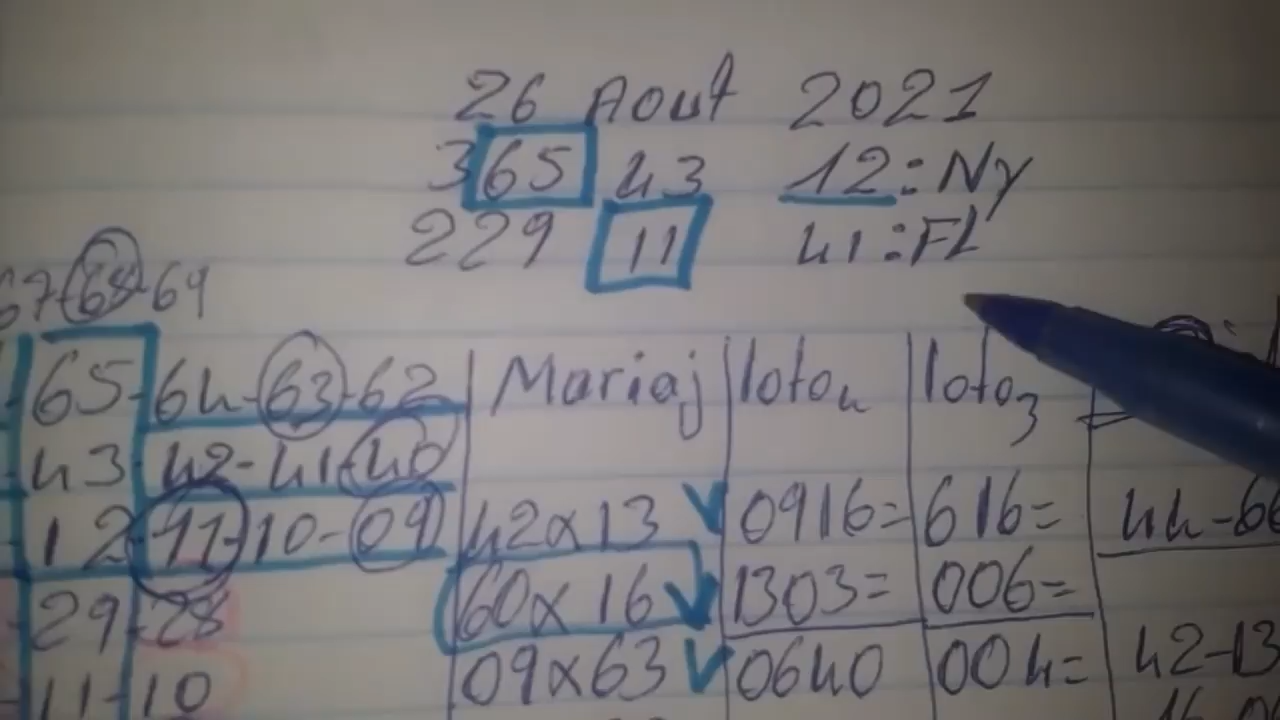 26 Aout 2021
365 43 12:Ny
229 11 41:FL
67-68-69
65-64-63-62 Mariaj loto4 loto3
43-42-41-40
12-11-10-09 42x13 0916= 616= 44-66
29-28 60x16 1303= 006=
11-10 09x63 0640 004= 42-13